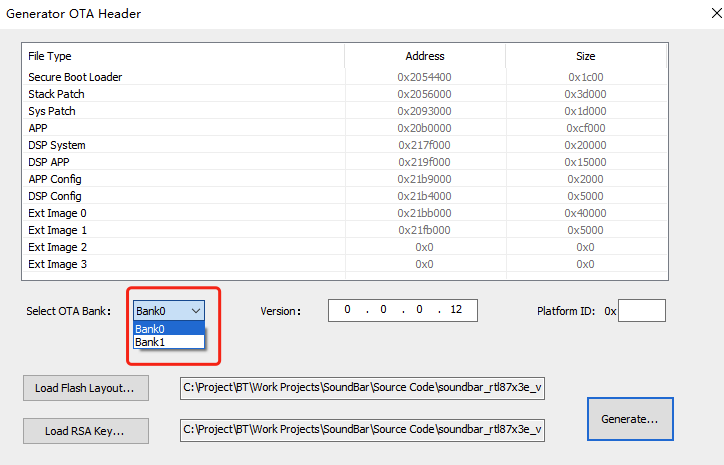 Generator OTA Header
File Type Address Size
Secure Boot Loader 0x2054400 0x1c00
Stack Patch 0x2056000 0x3d000
Sys Patch 0x2093000 0x1d000
APP 0x20b0000 0xcf000
DSP System 0x217f000 0x20000
DSP APP 0x219f000 0x15000
APP Config 0x21b9000 0x2000
DSP Config 0x21b4000 0x5000
Ext Image 0 0x21bb000 0x40000
Ext Image 1 0x21fb000 0x5000
Ext Image 2 0x0 0x0
Ext Image 3 0x0 0x0
Select OTA Bank: Bank0 Version: 0 . 0 . 0 . 12 Platform ID: 0x
Bank0
Bank1
Load Flash Layout... C:\Project\BT\Work Projects\SoundBar\Source Code\soundbar_rtl87x3e_v
Generate...
Load RSA Key... C:\Project\BT\Work Projects\SoundBar\Source Code\soundbar_rtl87x3e_v